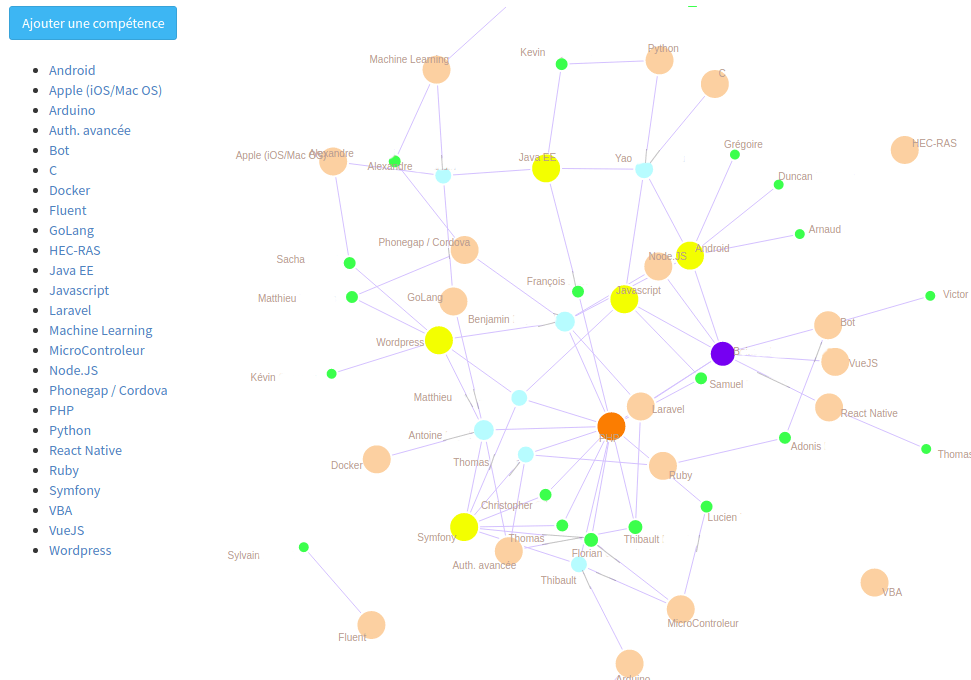 Ajouter une compétence
Android
Apple (iOS/Mac OS)
Arduino
Auth. avancée
Bot
C
Docker
Fluent
GoLang
HEC-RAS
Java EE
Javascript
Laravel
Machine Learning
MicroControleur
Node.JS
Phonegap / Cordova
PHP
Python
React Native
Ruby
Symfony
VBA
VueJS
Wordpress
Machine Learning
Kevin
Python
C
Apple (iOS/Mac OS)
Alexandre
Alexandre
Java EE
Yao
Grégoire
HEC-RAS
Duncan
Arnaud
Phonegap / Cordova
Android
Node.JS
Sacha
Matthieu
GoLang
François
Javascript
Victor
Benjamin
Bot
Wordpress
VueJS
Kévin
Samuel
Matthieu
Laravel
React Native
Antoine
PHP
Adonis
Thomas
Docker
Thomas
Ruby
Christopher
Lucien
Symfony
Thomas
Thibault
Florian
Auth. avancée
Sylvain
Thibault
VBA
MicroControleur
Fluent
Arduino